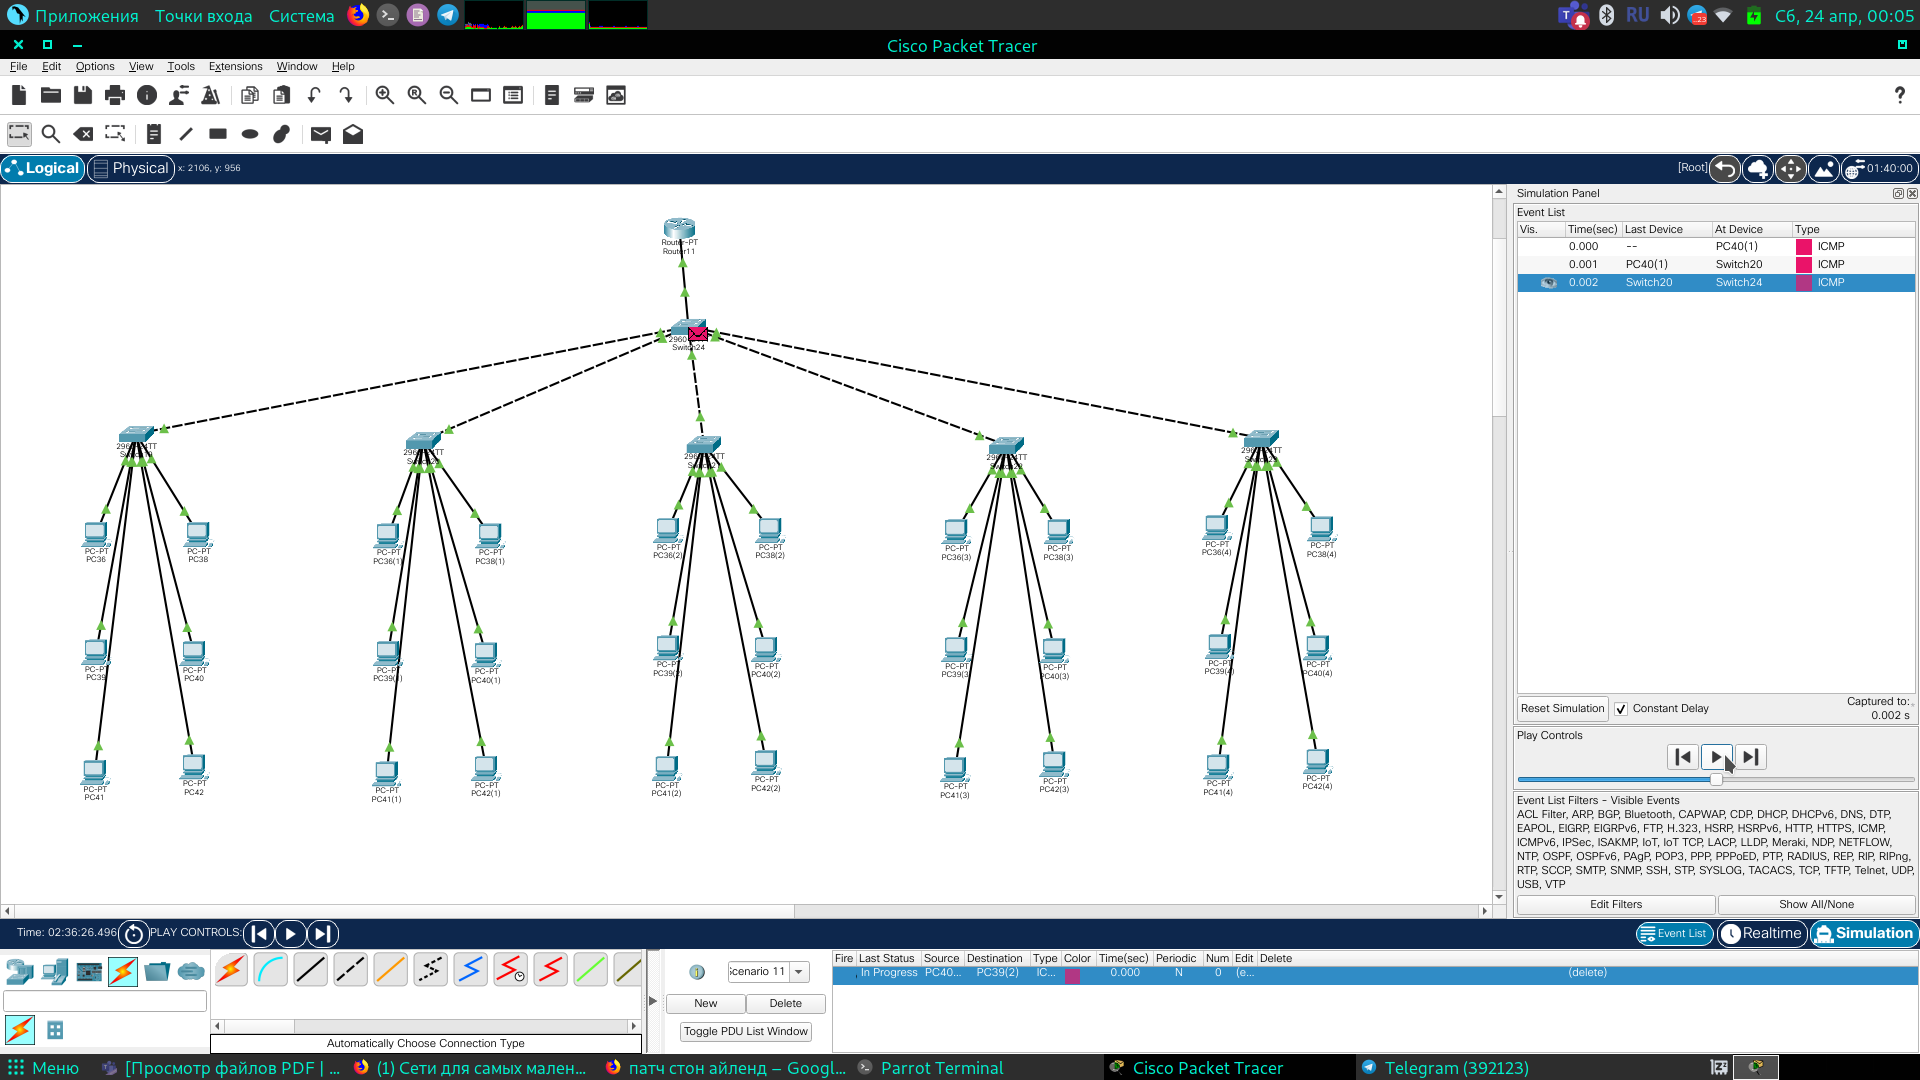 Приложения Точки входа Система RU Сб, 24 апр, 00:05
Cisco Packet Tracer
File Edit Options View Tools Extensions Window Help
Logical Physical x: 2106, y: 956 [Root] 01:40:00
Simulation Panel
Event List
Vis. Time(sec) Last Device At Device Type
0.000 -- PC40(1) ICMP
0.001 PC40(1) Switch20 ICMP
0.002 Switch20 Switch24 ICMP
Router-PT
Router11
Switch24
PC-PT
PC36
PC-PT
PC38
PC-PT
PC36(1)
PC-PT
PC38(1)
PC-PT
PC36(2)
PC-PT
PC38(2)
PC-PT
PC36(3)
PC-PT
PC38(3)
PC-PT
PC36(4)
PC-PT
PC38(4)
PC-PT
PC39
PC-PT
PC40
PC-PT
PC39(1)
PC-PT
PC40(1)
PC-PT
PC39(2)
PC-PT
PC40(2)
PC-PT
PC39(3)
PC-PT
PC40(3)
PC-PT
PC39(4)
PC-PT
PC40(4)
PC-PT
PC41
PC-PT
PC42
PC-PT
PC41(1)
PC-PT
PC42(1)
PC-PT
PC41(2)
PC-PT
PC42(2)
PC-PT
PC41(3)
PC-PT
PC42(3)
PC-PT
PC41(4)
PC-PT
PC42(4)
Reset Simulation Constant Delay Captured to:
0.002 s
Play Controls
Event List Filters - Visible Events
ACL Filter, ARP, BGP, Bluetooth, CAPWAP, CDP, DHCP, DHCPv6, DNS, DTP,
EAPOL, EIGRP, EIGRPv6, FTP, H.323, HSRP, HSRPv6, HTTP, HTTPS, ICMP,
ICMPv6, IPSec, ISAKMP, IoT, IoT TCP, LACP, LLDP, Meraki, NDP, NETFLOW,
NTP, OSPF, OSPFv6, PAgP, POP3, PPP, PPPoED, PTP, RADIUS, REP, RIP, RIPng,
RTP, SCCP, SMTP, SNMP, SSH, STP, SYSLOG, TACACS, TCP, TFTP, Telnet, UDP,
USB, VTP
Edit Filters Show All/None
Time: 02:36:26.496 PLAY CONTROLS: Event List Realtime Simulation
Fire Last Status Source Destination Type Color Time(sec) Periodic Num Edit Delete
In Progress PC40... PC39(2) IC... 0.000 N 0 (e... (delete)
cenario 11
New Delete
Toggle PDU List Window
Automatically Choose Connection Type
Меню [Просмотр файлов PDF | ... (1) Сети для самых мален... патч стон айленд – Googl... Parrot Terminal Cisco Packet Tracer Telegram (392123)